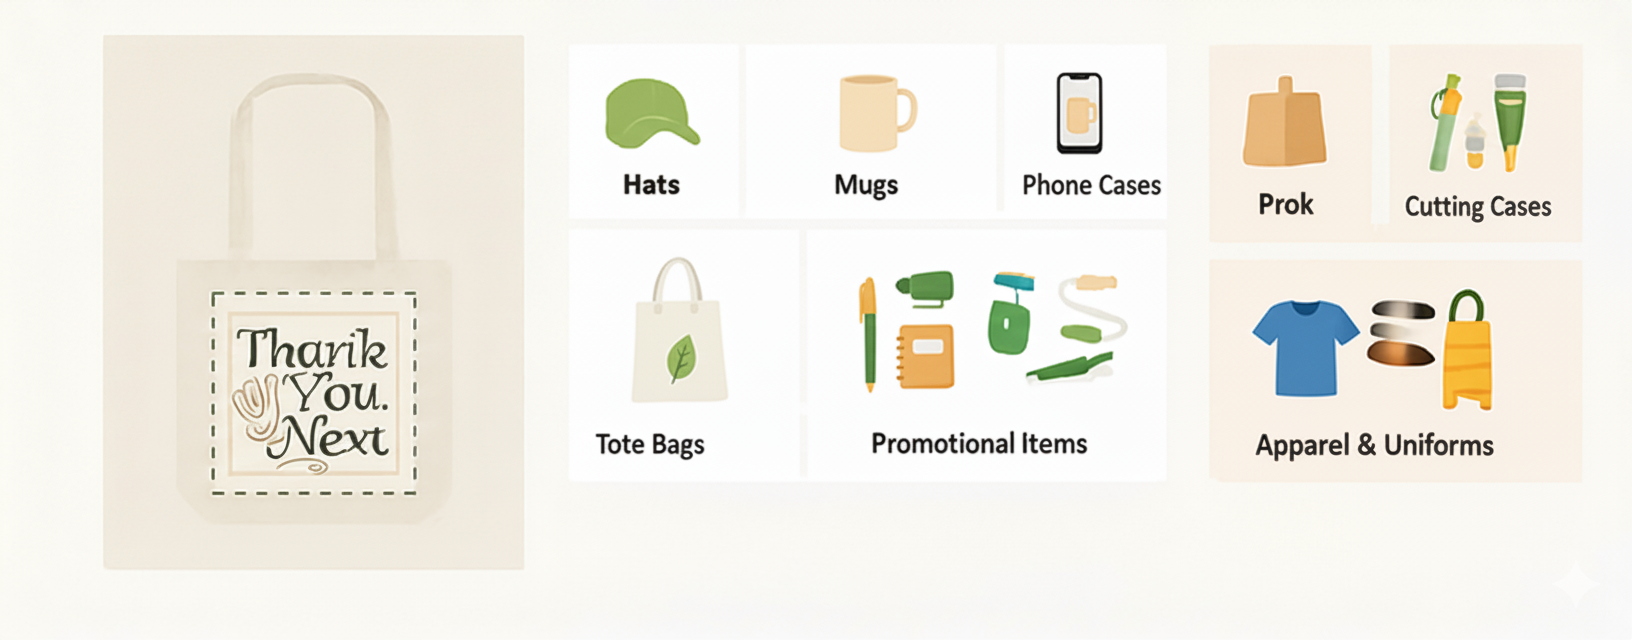 Tharik
You.
Next
Hats
Mugs
Phone Cases
Tote Bags
Promotional Items
Prok
Cutting Cases
Apparel & Uniforms